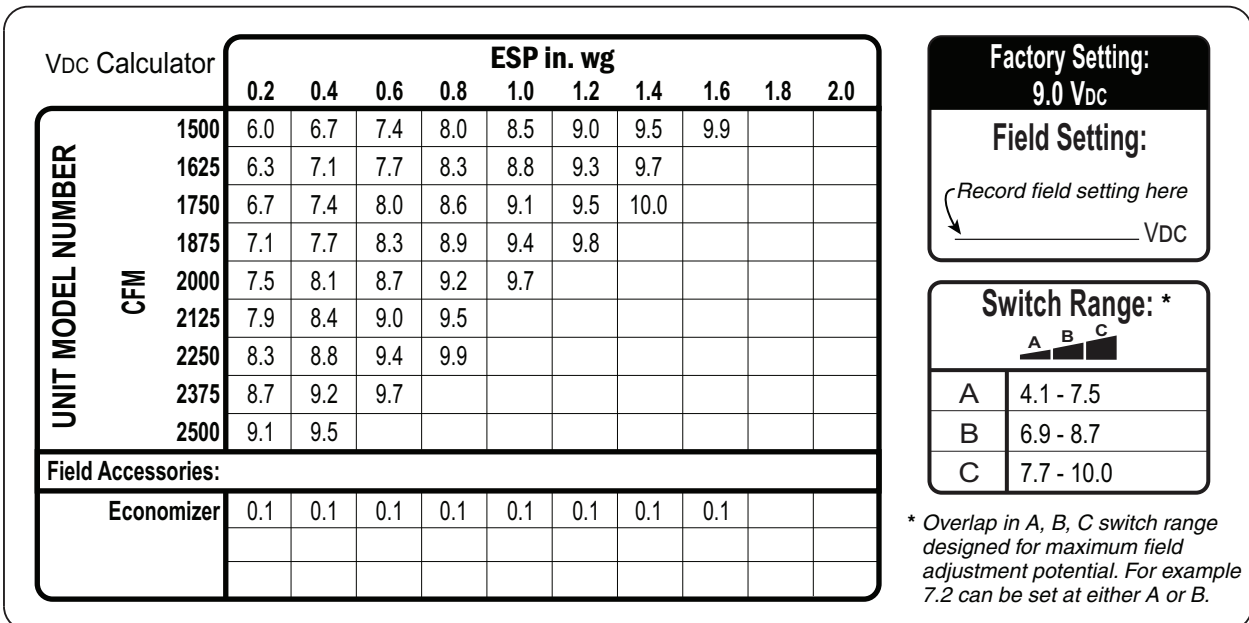 VDC Calculator
ESP in. wg
0.2 0.4 0.6 0.8 1.0 1.2 1.4 1.6 1.8 2.0
UNIT MODEL NUMBER
CFM
1500 6.0 6.7 7.4 8.0 8.5 9.0 9.5 9.9
1625 6.3 7.1 7.7 8.3 8.8 9.3 9.7
1750 6.7 7.4 8.0 8.6 9.1 9.5 10.0
1875 7.1 7.7 8.3 8.9 9.4 9.8
2000 7.5 8.1 8.7 9.2 9.7
2125 7.9 8.4 9.0 9.5
2250 8.3 8.8 9.4 9.9
2375 8.7 9.2 9.7
2500 9.1 9.5
Field Accessories:
Economizer 0.1 0.1 0.1 0.1 0.1 0.1 0.1 0.1
Factory Setting:
9.0 VDC
Field Setting:
Record field setting here
VDC
Switch Range: *
A B C
A 4.1 - 7.5
B 6.9 - 8.7
C 7.7 - 10.0
* Overlap in A, B, C switch range
designed for maximum field
adjustment potential. For example
7.2 can be set at either A or B.